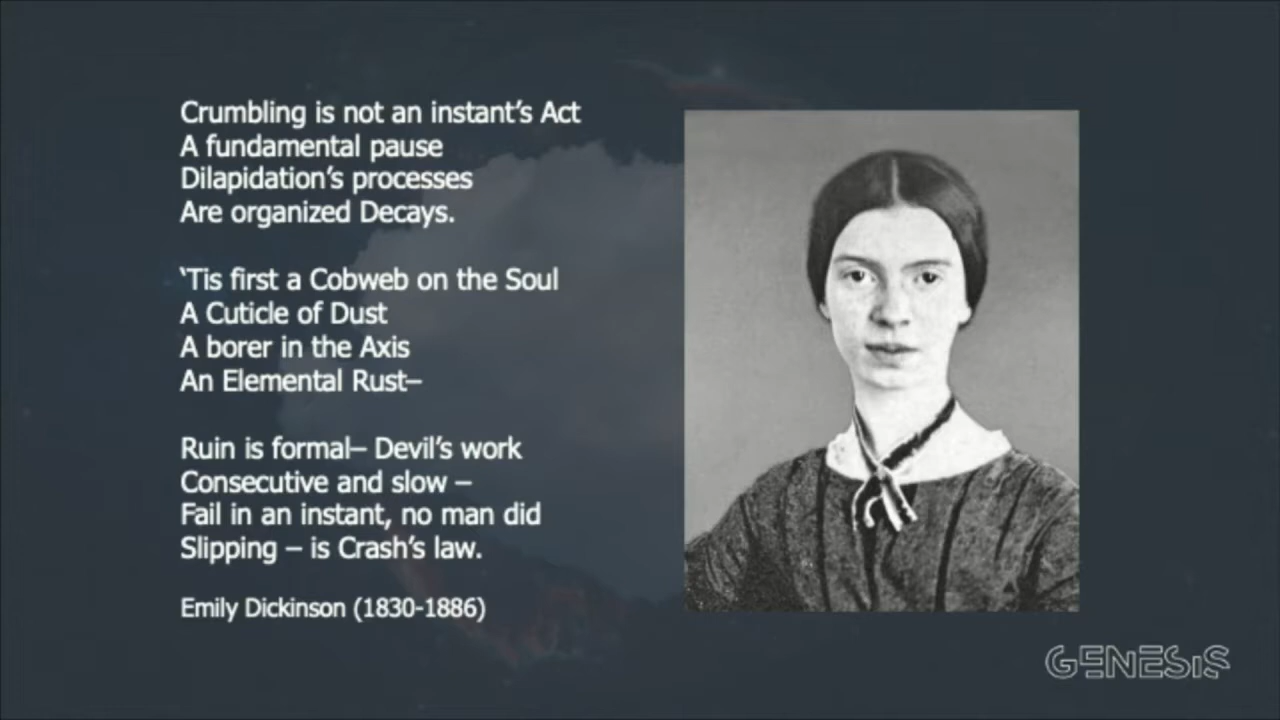 Crumbling is not an instant’s Act
A fundamental pause
Dilapidation’s processes
Are organized Decays.
‘Tis first a Cobweb on the Soul
A Cuticle of Dust
A borer in the Axis
An Elemental Rust–
Ruin is formal– Devil’s work
Consecutive and slow –
Fail in an instant, no man did
Slipping – is Crash’s law.
Emily Dickinson (1830-1886)
GENESIS